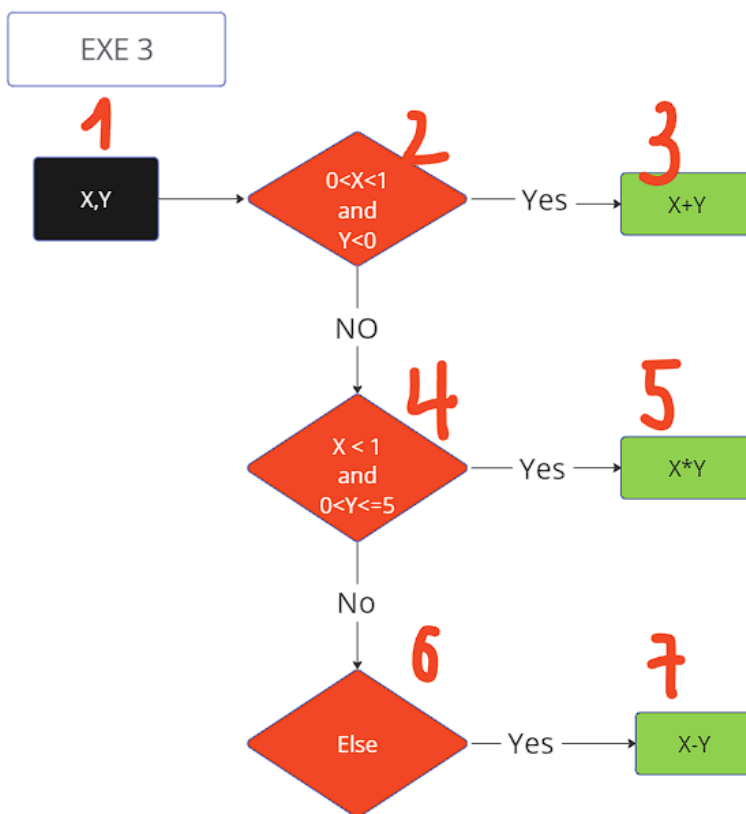 EXE 3
1
2
3
X,Y
0<X<1
and
Y<0
Yes
X+Y
NO
4
5
X < 1
and
0<Y<=5
Yes
X*Y
No
6
7
Else
Yes
X-Y